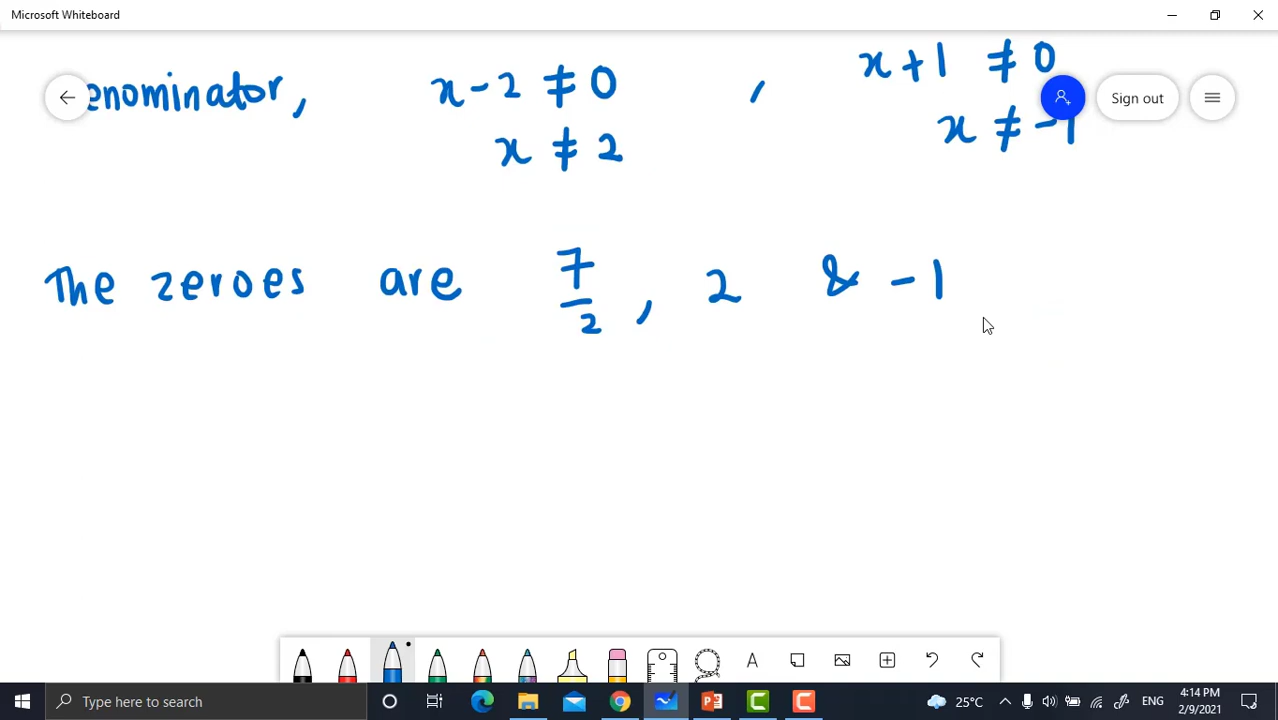 Microsoft Whiteboard
enominator, x-2 ≠ 0 , x+1 ≠ 0
Sign out
x ≠ 2 x ≠ -1
The zeroes are 7/2 , 2 & -1
Type here to search
25°C ENG 4:14 PM
2/9/2021